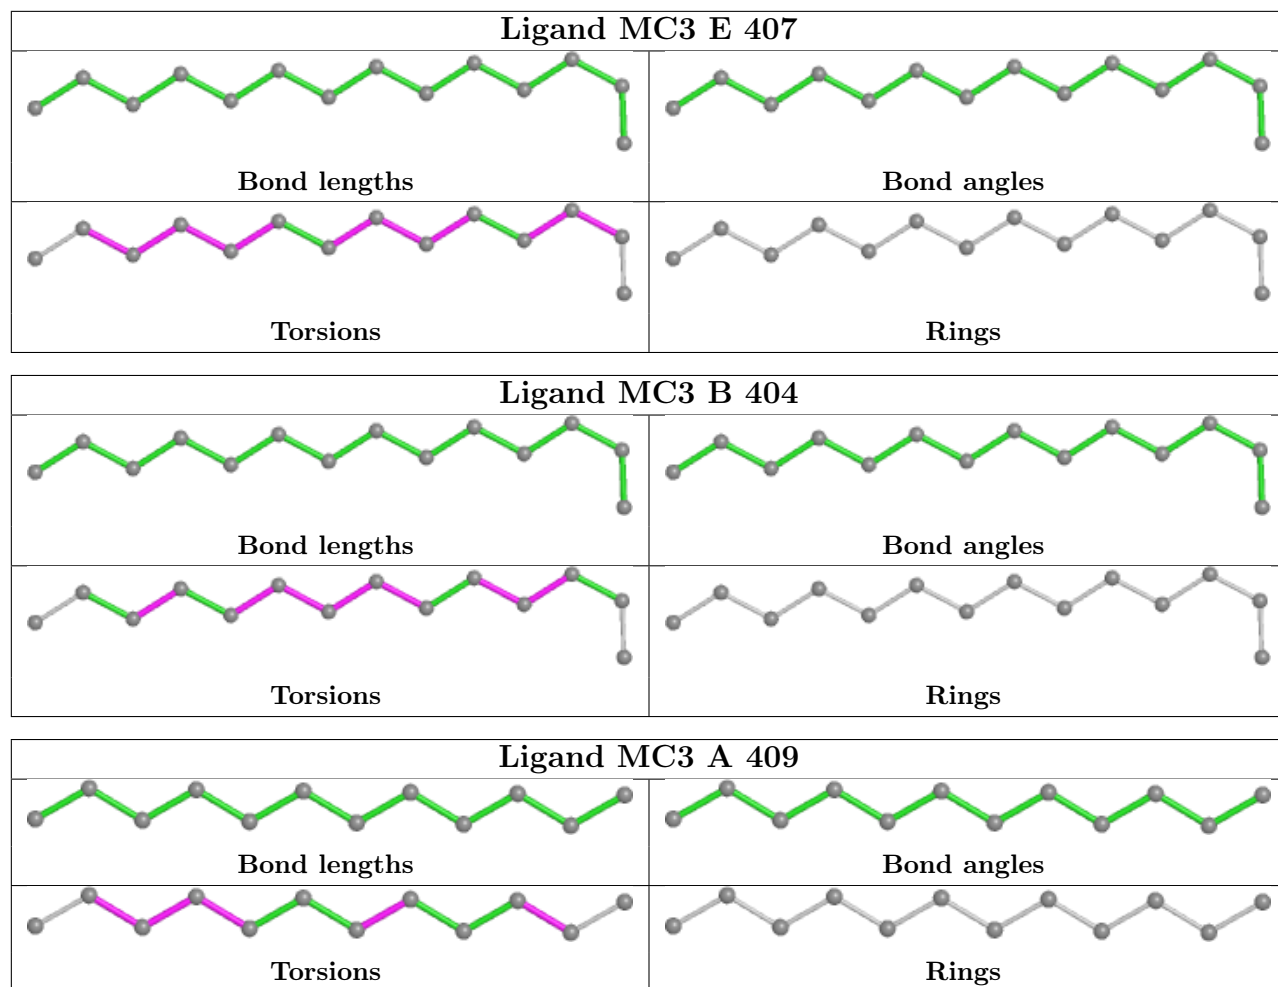 Ligand MC3 E 407
Bond lengths
Bond angles
Torsions
Rings
Ligand MC3 B 404
Bond lengths
Bond angles
Torsions
Rings
Ligand MC3 A 409
Bond lengths
Bond angles
Torsions
Rings